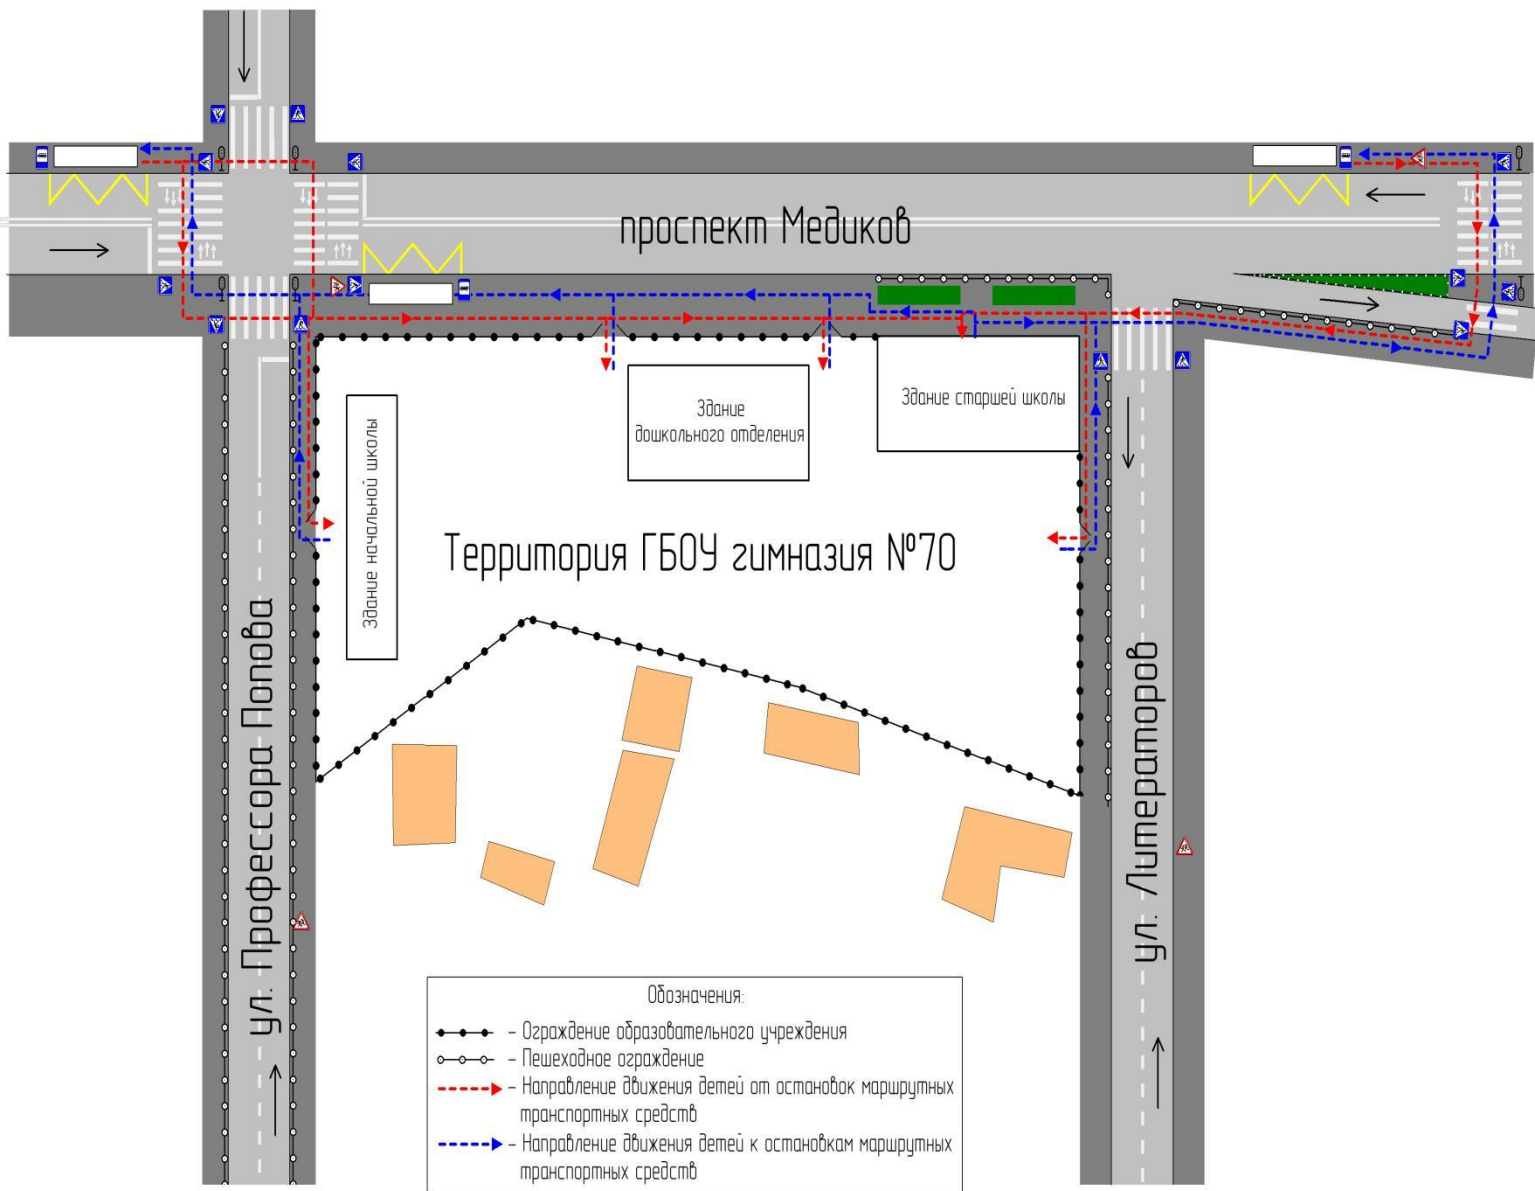 проспект Медиков
Здание
дошкольного отделения
Здание старшей школы
Здание начальной школы
Территория ГБОУ гимназия №70
ул. Профессора Попова
ул. Литераторов
Обозначения:
- Ограждение образовательного учреждения
- Пешеходное ограждение
- Направление движения детей от остановок маршрутных
транспортных средств
- Направление движения детей к остановкам маршрутных
транспортных средств